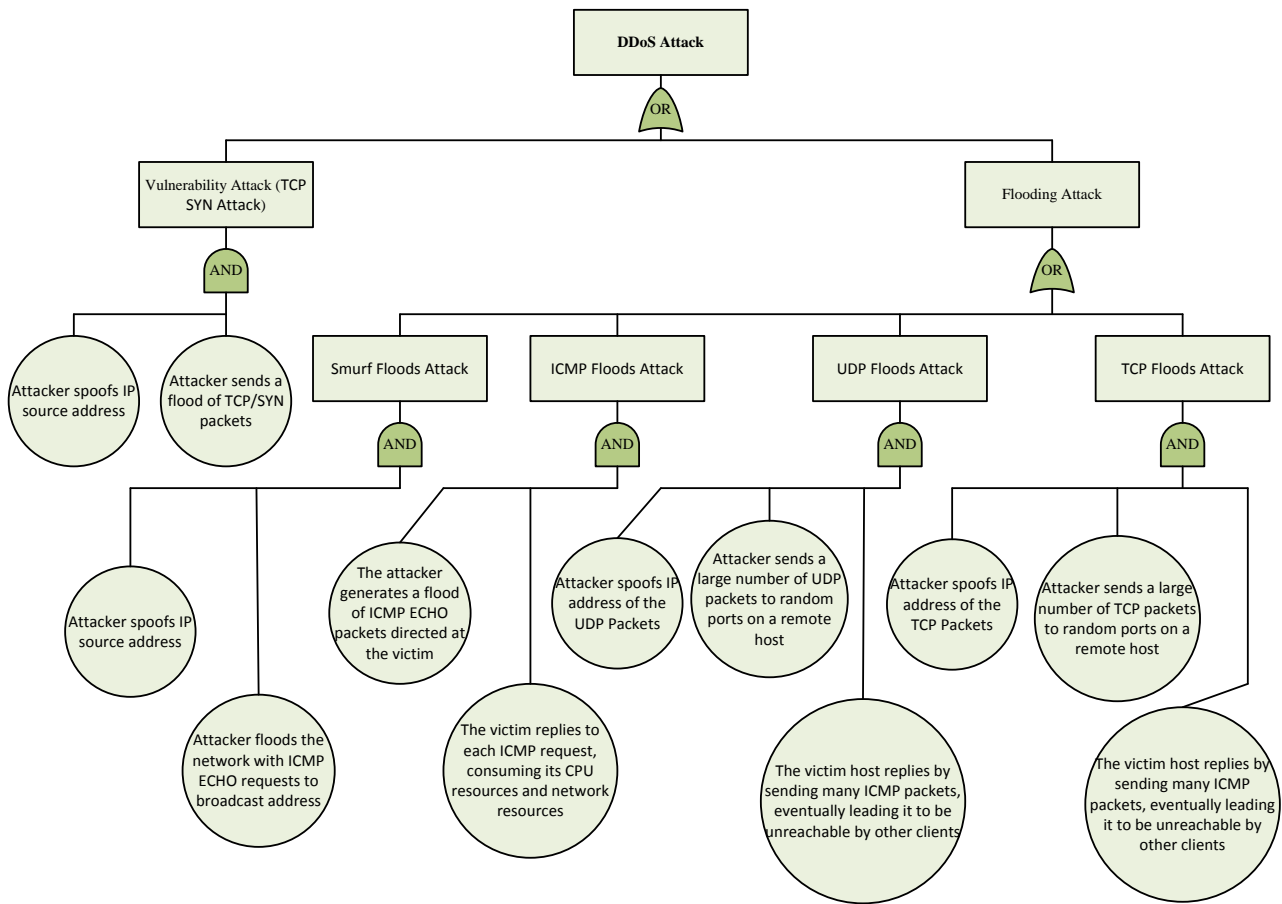 DDoS Attack
OR
Vulnerability Attack (TCP
SYN Attack)
Flooding Attack
AND
OR
Attacker spoofs IP
source address
Attacker sends a
flood of TCP/SYN
packets
Smurf Floods Attack
ICMP Floods Attack
UDP Floods Attack
TCP Floods Attack
AND
AND
AND
AND
Attacker spoofs IP
source address
Attacker floods the
network with ICMP
ECHO requests to
broadcast address
The attacker
generates a flood
of ICMP ECHO
packets directed at
the victim
The victim replies to
each ICMP request,
consuming its CPU
resources and network
resources
Attacker spoofs IP
address of the
UDP Packets
Attacker sends a
large number of UDP
packets to random
ports on a remote
host
The victim host replies by
sending many ICMP packets,
eventually leading it to be
unreachable by other clients
Attacker spoofs IP
address of the
TCP Packets
Attacker sends a large
number of TCP packets
to random ports on a
remote host
The victim host replies by
sending many ICMP
packets, eventually leading
it to be unreachable by
other clients